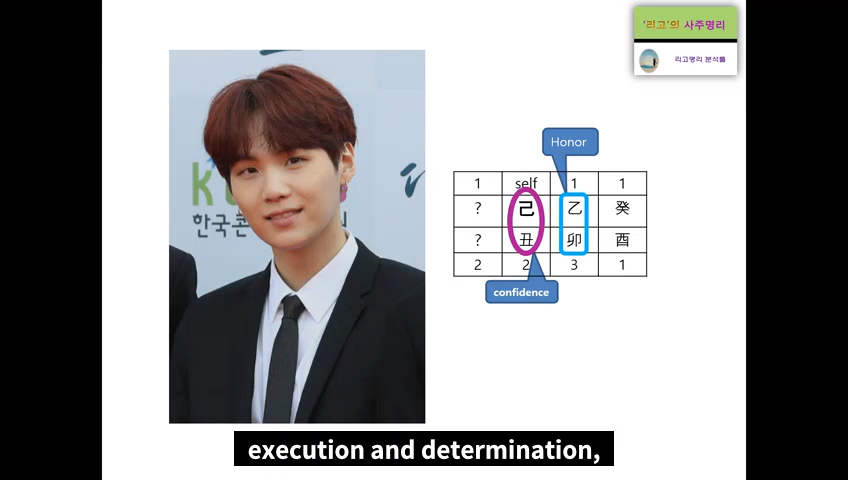 '리고'의 사주명리
리고명리 분석틀
한국콘
Honor
1 self 1 1
? 己 乙 癸
? 丑 卯 酉
2 2 3 1
confidence
execution and determination,